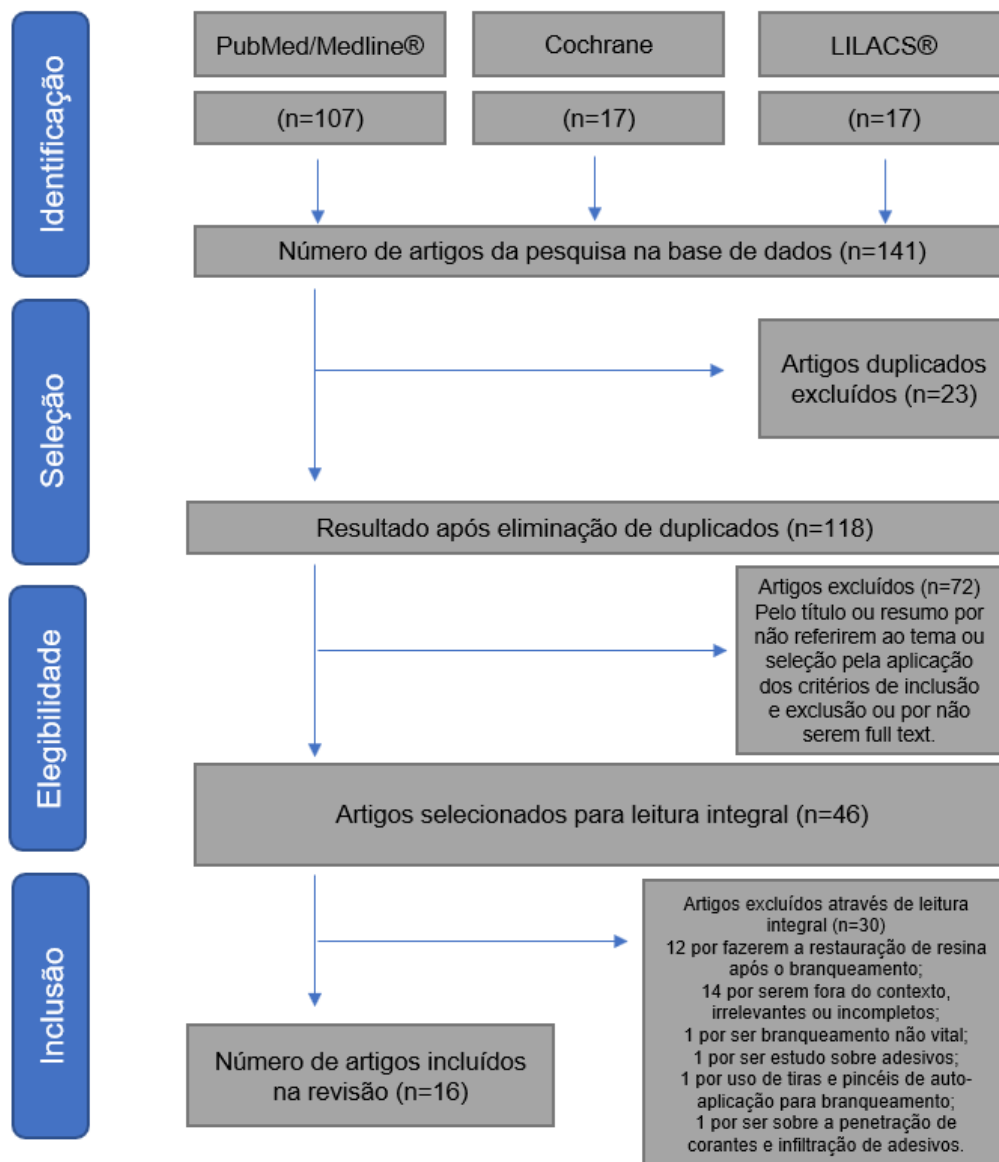 Identificação
PubMed/Medline®
Cochrane
LILACS®
(n=107)
(n=17)
(n=17)
Número de artigos da pesquisa na base de dados (n=141)
Seleção
Artigos duplicados
excluídos (n=23)
Resultado após eliminação de duplicados (n=118)
Elegibilidade
Artigos excluídos (n=72)
Pelo título ou resumo por
não referirem ao tema ou
seleção pela aplicação
dos critérios de inclusão
e exclusão ou por não
serem full text.
Artigos selecionados para leitura integral (n=46)
Inclusão
Artigos excluídos através de leitura
integral (n=30)
12 por fazerem a restauração de resina
após o branqueamento;
14 por serem fora do contexto,
irrelevantes ou incompletos;
1 por ser branqueamento não vital;
1 por ser estudo sobre adesivos;
1 por uso de tiras e pincéis de auto-
aplicação para branqueamento;
1 por ser sobre a penetração de
corantes e infiltração de adesivos.
Número de artigos incluídos
na revisão (n=16)